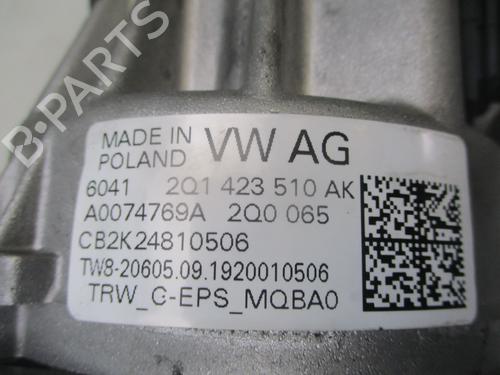 B-PARTS
MADE IN POLAND VW AG
6041 2Q1 423 510 AK
A0074769A 2Q0 065
CB2K24810506
TW8-20605.09.1920010506
TRW_C-EPS_MQBA0